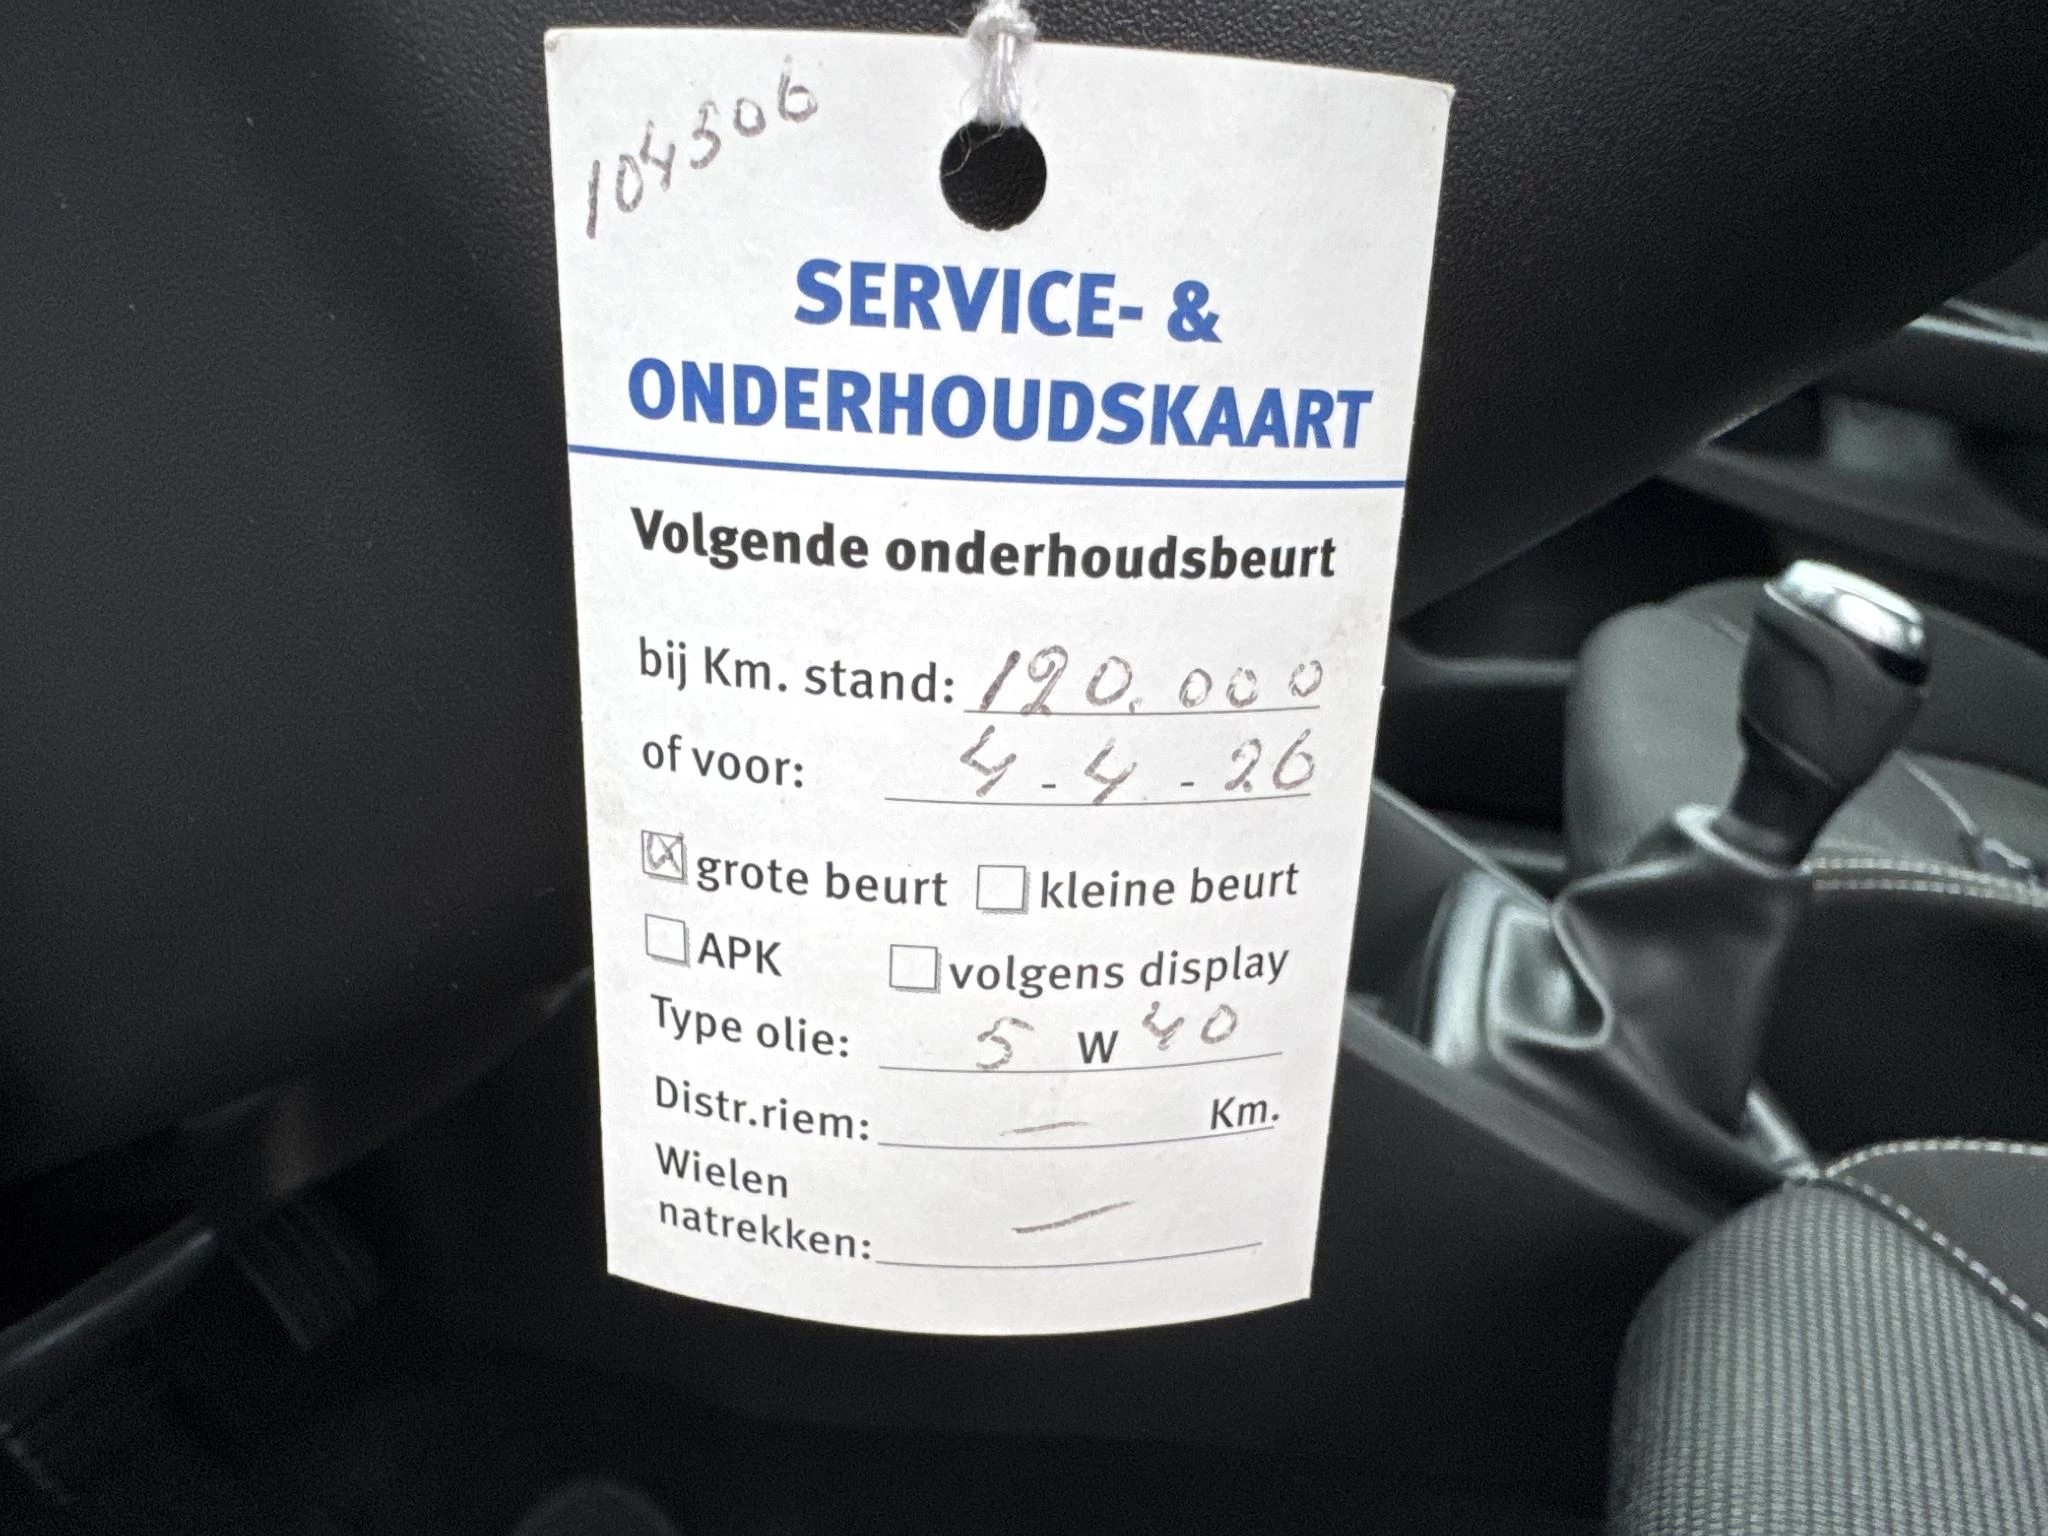 104506
SERVICE- &
ONDERHOUDSKAART
Volgende onderhoudsbeurt
bij Km. stand: 120.000
of voor: 4-4-26
☒ grote beurt ☐ kleine beurt
☐ APK ☐ volgens display
Type olie: 5 W 40
Distr.riem: — Km.
Wielen
natrekken: —